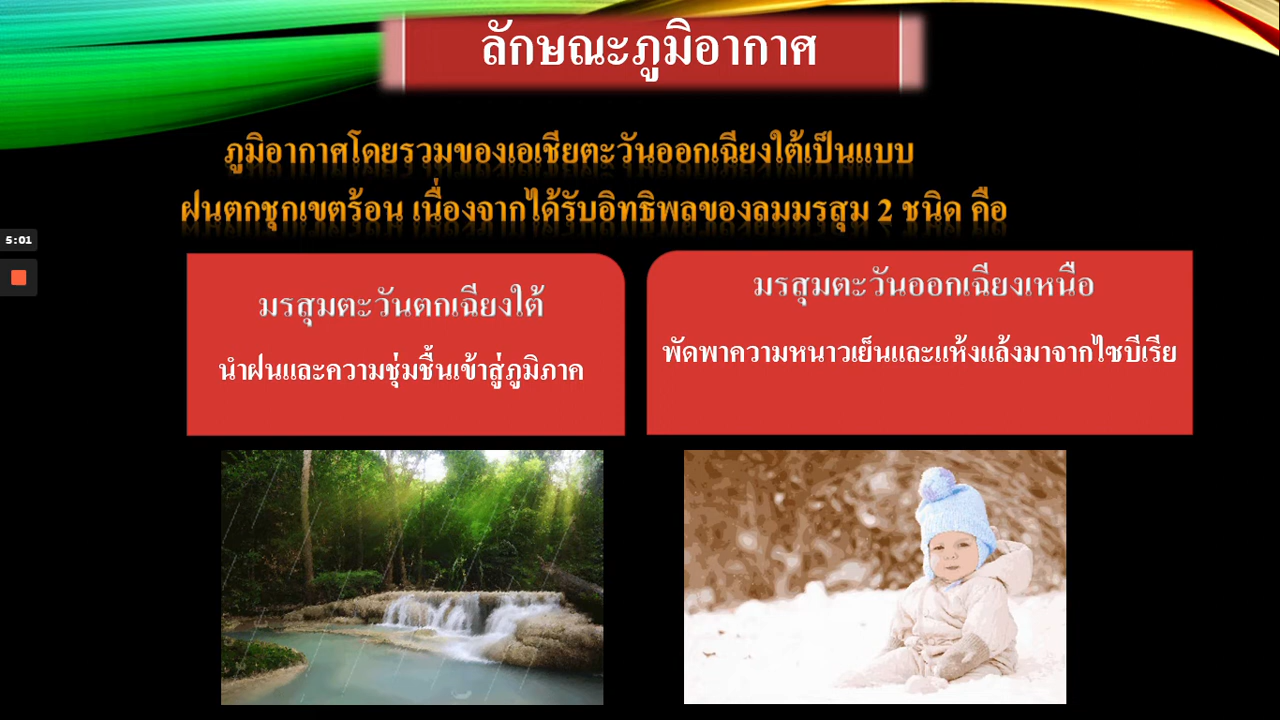 ลักษณะภูมิอากาศ
ภูมิอากาศโดยรวมของเอเชียตะวันออกเฉียงใต้เป็นแบบ
ฝนตกชุกเขตร้อน เนื่องจากได้รับอิทธิพลของลมมรสุม 2 ชนิด คือ
5:01
มรสุมตะวันตกเฉียงใต้
นำฝนและความชุ่มชื้นเข้าสู่ภูมิภาค
มรสุมตะวันออกเฉียงเหนือ
พัดพาความหนาวเย็นและแห้งแล้งมาจากไซบีเรีย